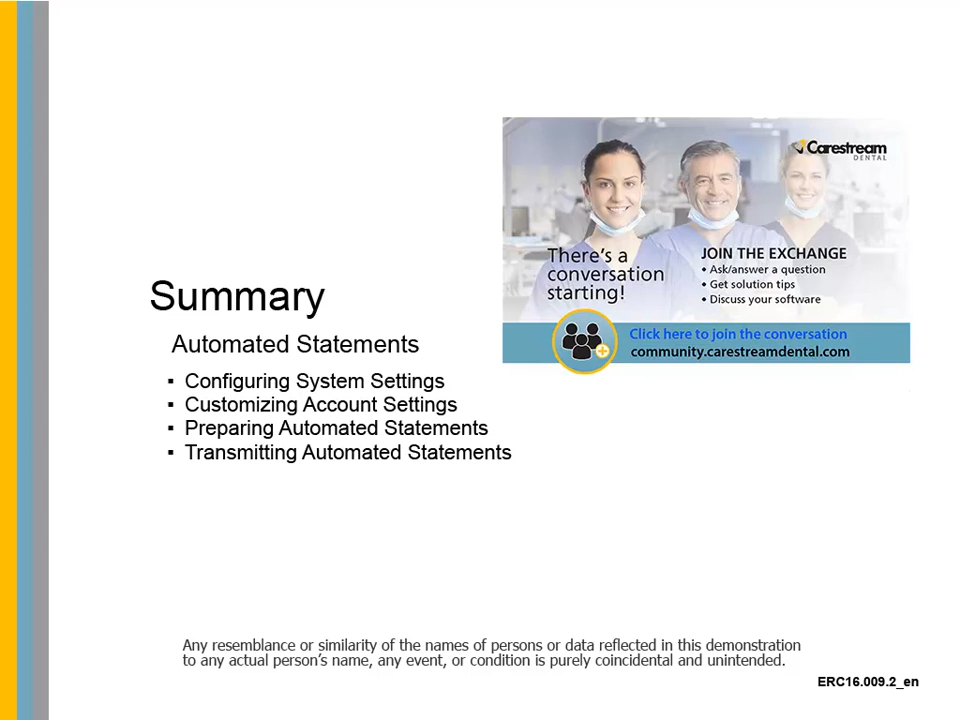 Carestream
DENTAL
There's a
conversation
starting!
JOIN THE EXCHANGE
• Ask/answer a question
• Get solution tips
• Discuss your software
Click here to join the conversation
community.carestreamdental.com
Summary
Automated Statements
▪ Configuring System Settings
▪ Customizing Account Settings
▪ Preparing Automated Statements
▪ Transmitting Automated Statements
Any resemblance or similarity of the names of persons or data reflected in this demonstration
to any actual person's name, any event, or condition is purely coincidental and unintended.
ERC16.009.2_en